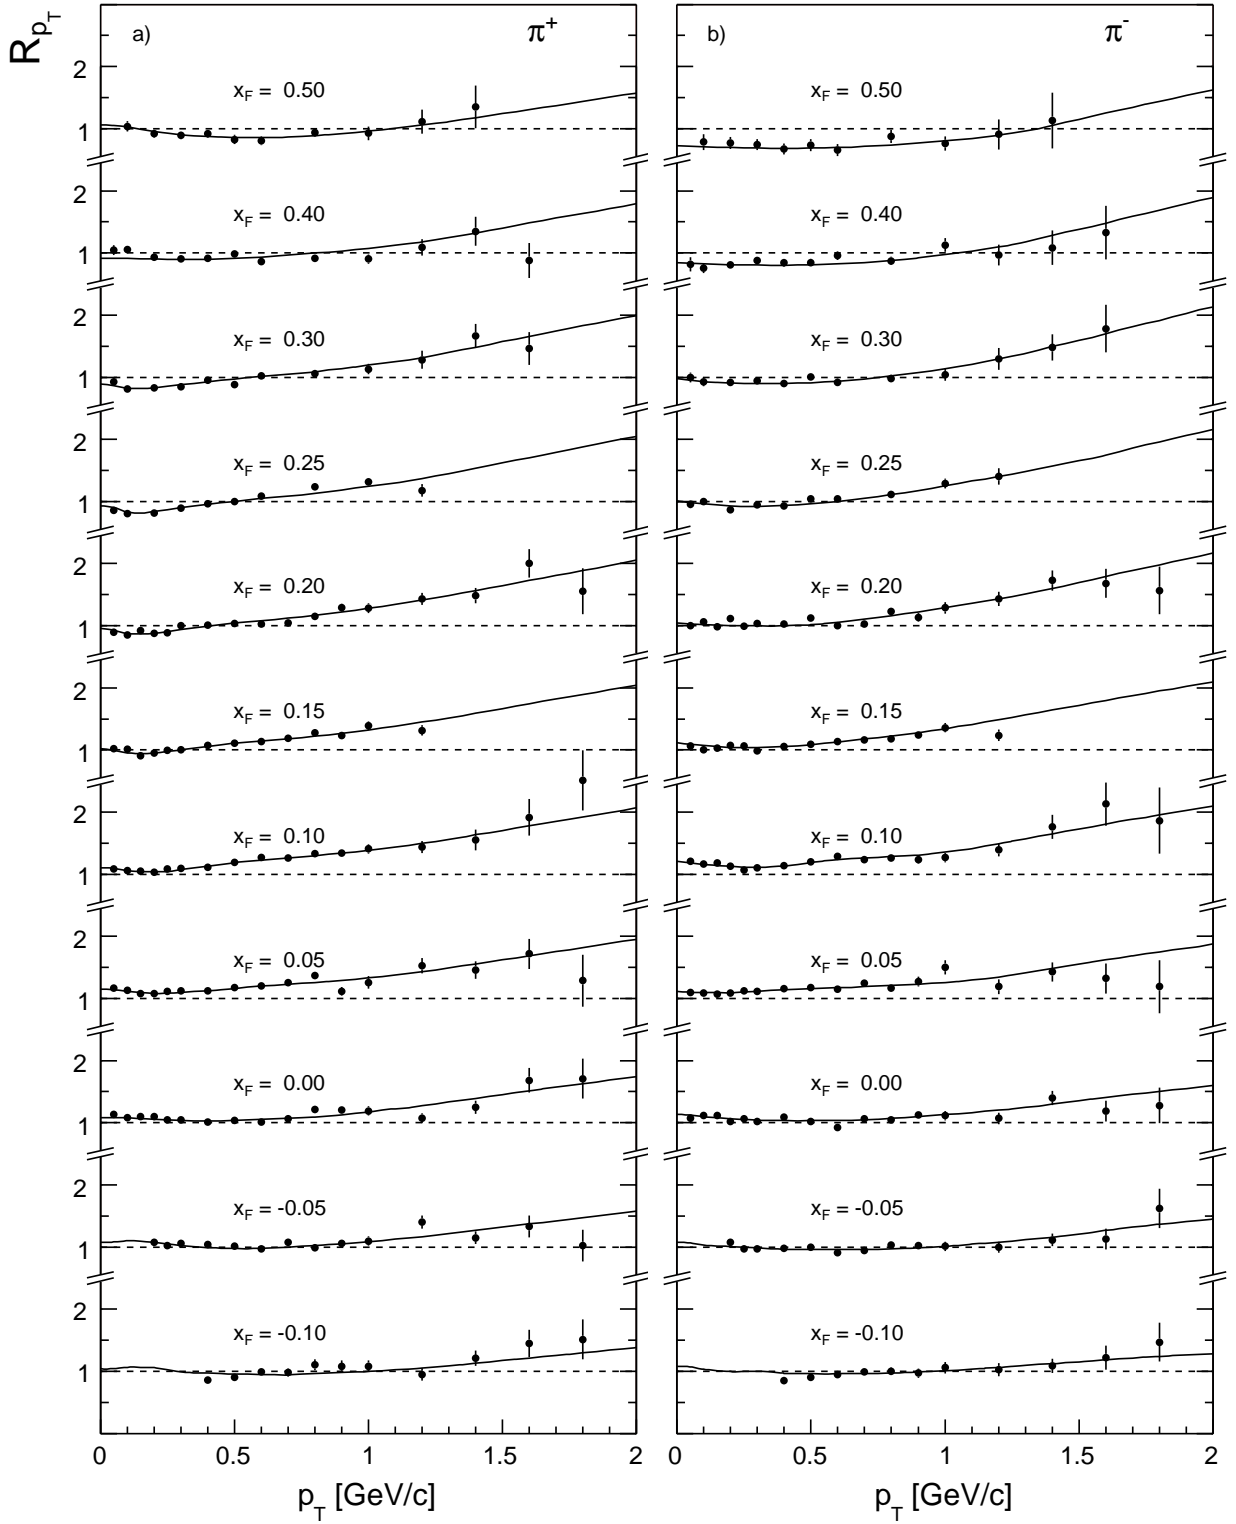 R_{p_T}
a) π⁺
b) π⁻
2
x_F = 0.50 x_F = 0.50
1
2
x_F = 0.40 x_F = 0.40
1
2
x_F = 0.30 x_F = 0.30
1
2
x_F = 0.25 x_F = 0.25
1
2
x_F = 0.20 x_F = 0.20
1
2
x_F = 0.15 x_F = 0.15
1
2
x_F = 0.10 x_F = 0.10
1
2
x_F = 0.05 x_F = 0.05
1
2
x_F = 0.00 x_F = 0.00
1
2
x_F = -0.05 x_F = -0.05
1
2
x_F = -0.10 x_F = -0.10
1
0 0.5 1 1.5 2 0 0.5 1 1.5 2
p_T [GeV/c] p_T [GeV/c]